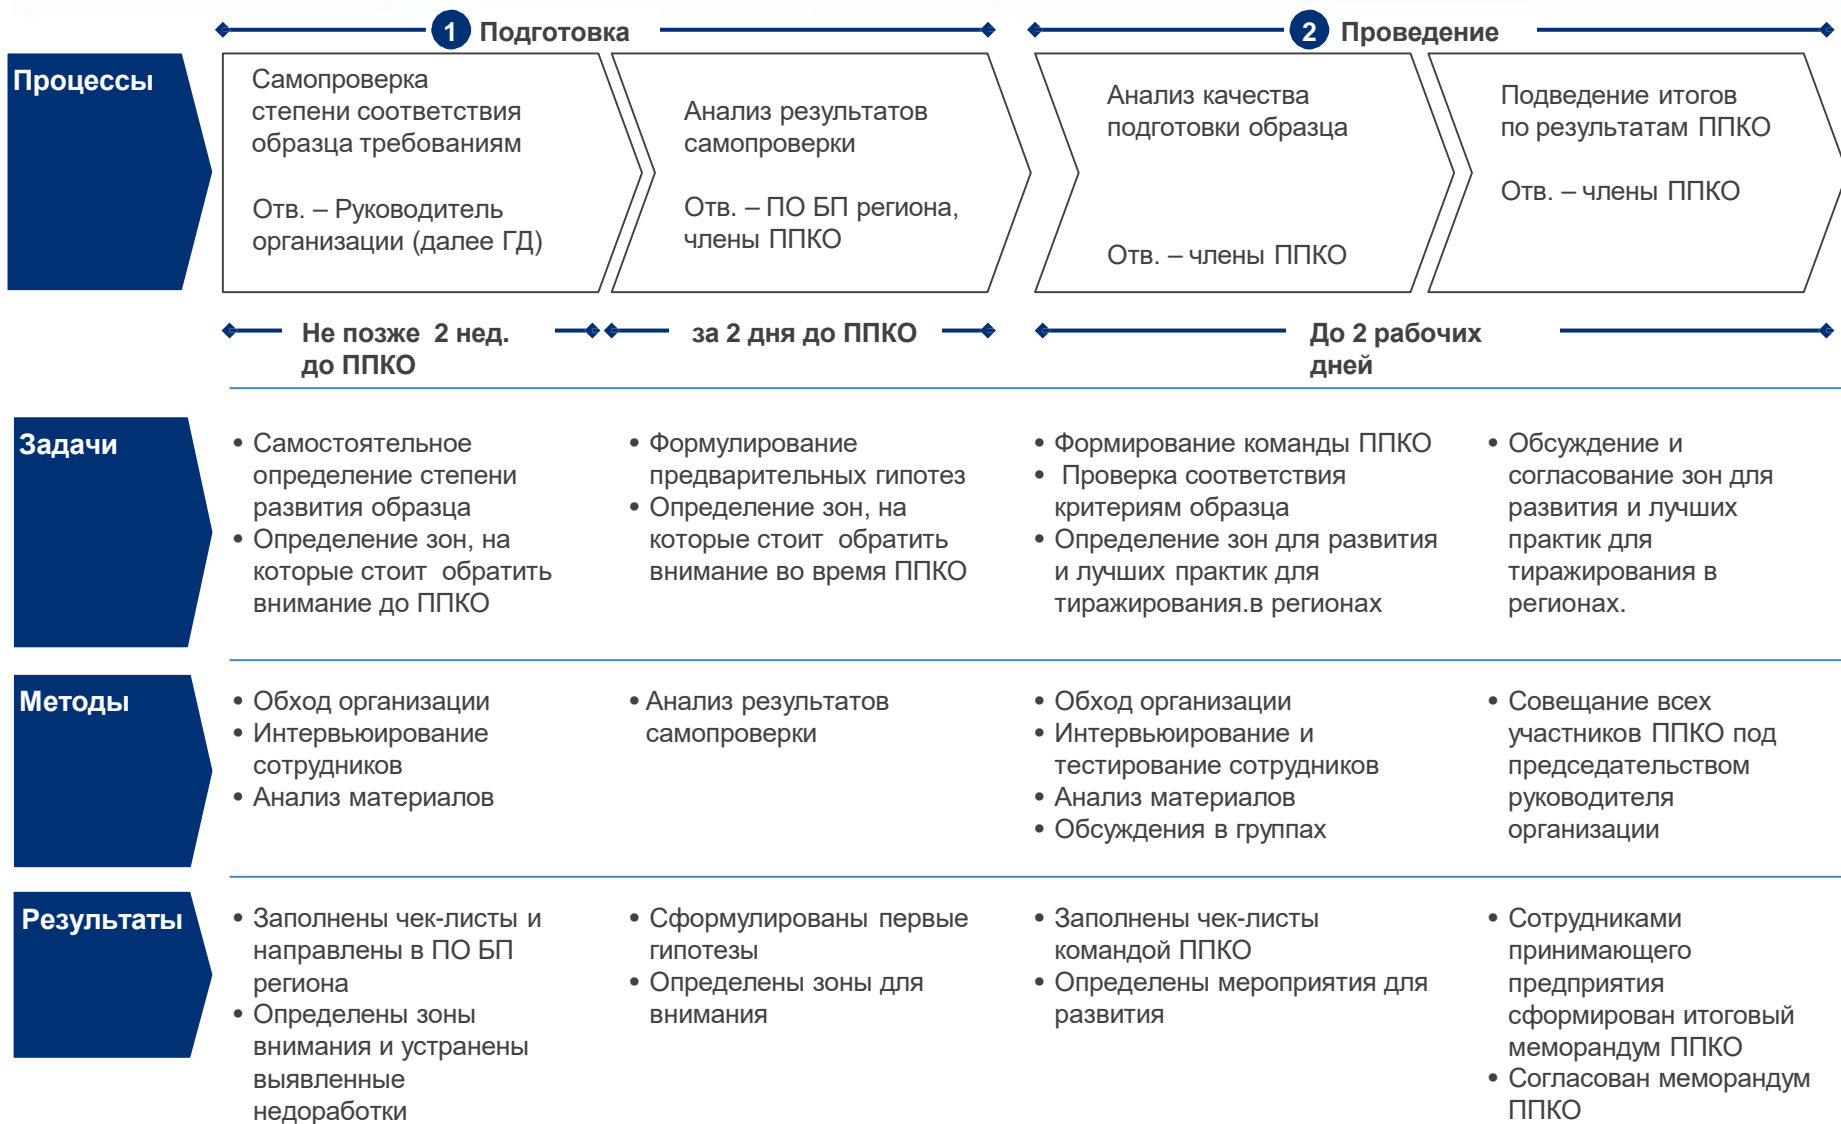 1 Подготовка
2 Проведение
Процессы
Самопроверка
степени соответствия
образца требованиям
Отв. – Руководитель
организации (далее ГД)
Анализ результатов
самопроверки
Отв. – ПО БП региона,
члены ППКО
Анализ качества
подготовки образца
Отв. – члены ППКО
Подведение итогов
по результатам ППКО
Отв. – члены ППКО
Не позже 2 нед.
до ППКО
за 2 дня до ППКО
До 2 рабочих
дней
Задачи
• Самостоятельное
определение степени
развития образца
• Определение зон, на
которые стоит обратить
внимание до ППКО
• Формулирование
предварительных гипотез
• Определение зон, на
которые стоит обратить
внимание во время ППКО
• Формирование команды ППКО
• Проверка соответствия
критериям образца
• Определение зон для развития
и лучших практик для
тиражирования.в регионах
• Обсуждение и
согласование зон для
развития и лучших
практик для
тиражирования в
регионах.
Методы
• Обход организации
• Интервьюирование
сотрудников
• Анализ материалов
• Анализ результатов
самопроверки
• Обход организации
• Интервьюирование и
тестирование сотрудников
• Анализ материалов
• Обсуждения в группах
• Совещание всех
участников ППКО под
председательством
руководителя
организации
Результаты
• Заполнены чек-листы и
направлены в ПО БП
региона
• Определены зоны
внимания и устранены
выявленные
недоработки
• Сформулированы первые
гипотезы
• Определены зоны для
внимания
• Заполнены чек-листы
командой ППКО
• Определены мероприятия для
развития
• Сотрудниками
принимающего
предприятия
сформирован итоговый
меморандум ППКО
• Согласован меморандум
ППКО